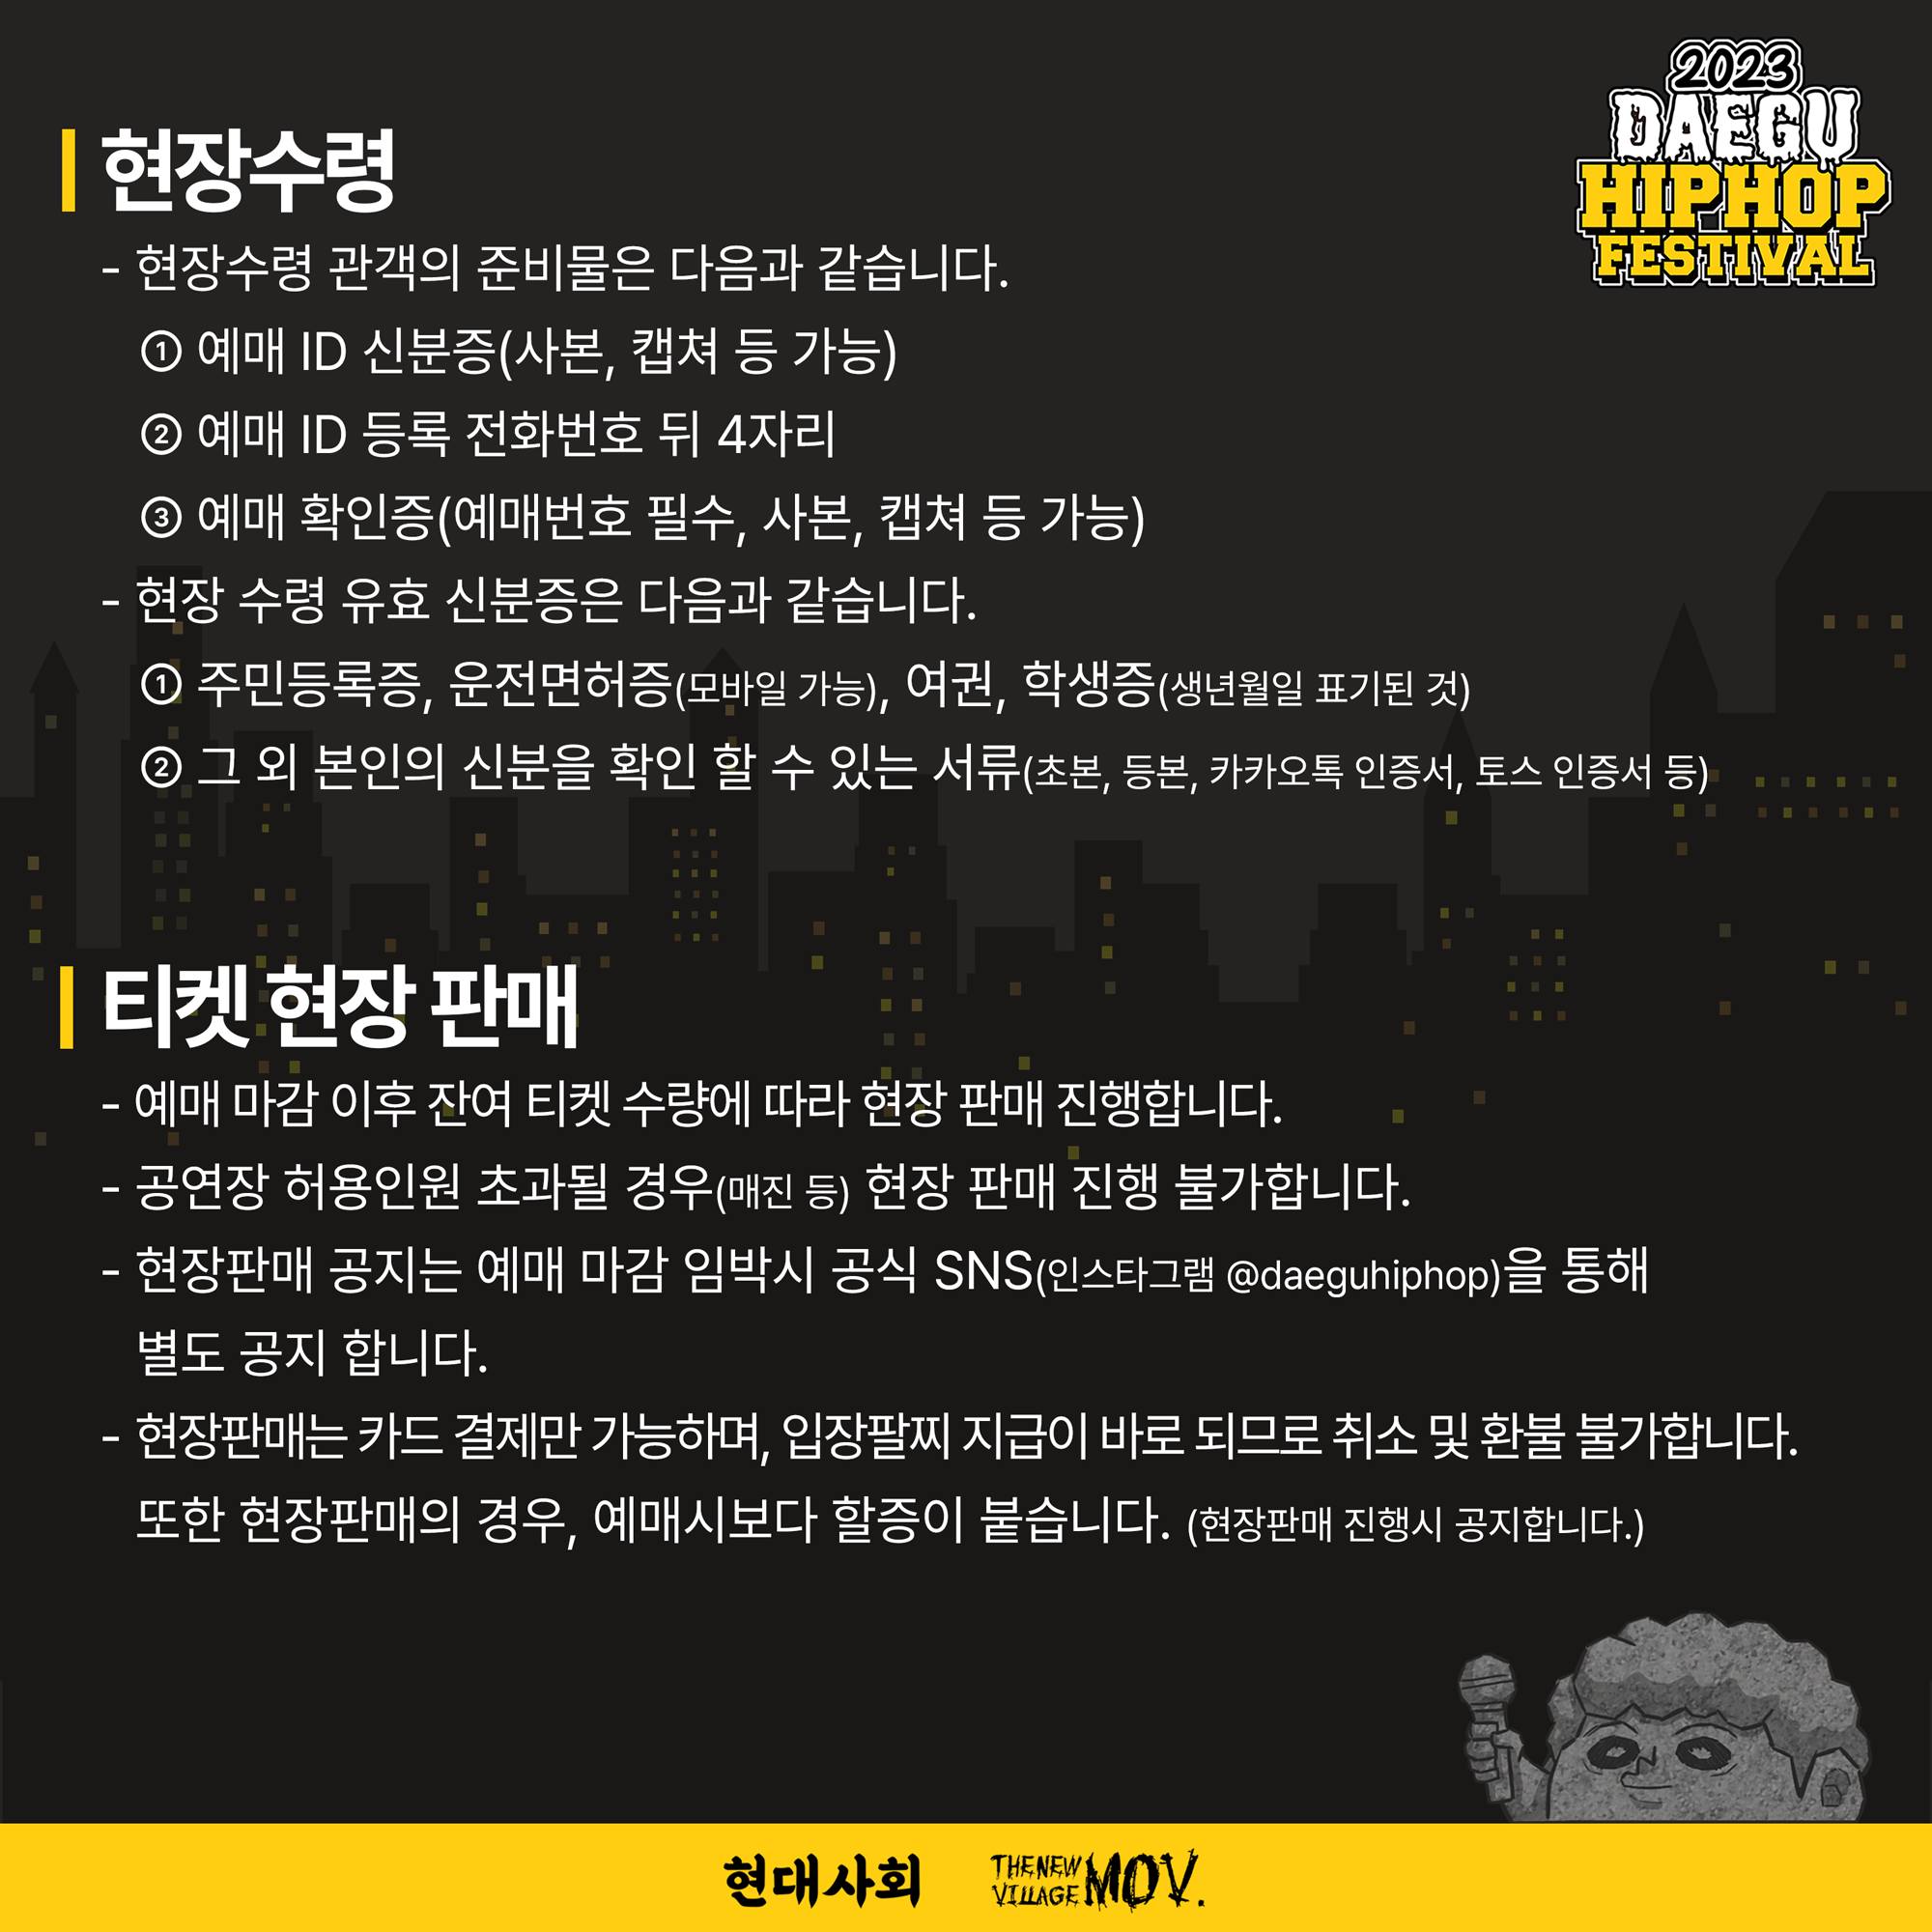 2023
DAEGU
HIPHOP
FESTIVAL
현장수령
- 현장수령 관객의 준비물은 다음과 같습니다.
① 예매 ID 신분증(사본, 캡쳐 등 가능)
② 예매 ID 등록 전화번호 뒤 4자리
③ 예매 확인증(예매번호 필수, 사본, 캡쳐 등 가능)
- 현장 수령 유효 신분증은 다음과 같습니다.
① 주민등록증, 운전면허증(모바일 가능), 여권, 학생증(생년월일 표기된 것)
② 그 외 본인의 신분을 확인 할 수 있는 서류(초본, 등본, 카카오톡 인증서, 토스 인증서 등)
티켓 현장 판매
- 예매 마감 이후 잔여 티켓 수량에 따라 현장 판매 진행합니다.
- 공연장 허용인원 초과될 경우(매진 등) 현장 판매 진행 불가합니다.
- 현장판매 공지는 예매 마감 임박시 공식 SNS(인스타그램 @daeguhiphop)을 통해
별도 공지 합니다.
- 현장판매는 카드 결제만 가능하며, 입장팔찌 지급이 바로 되므로 취소 및 환불 불가합니다.
또한 현장판매의 경우, 예매시보다 할증이 붙습니다. (현장판매 진행시 공지합니다.)
현대사회
THE NEW
VILLAGE MOV.